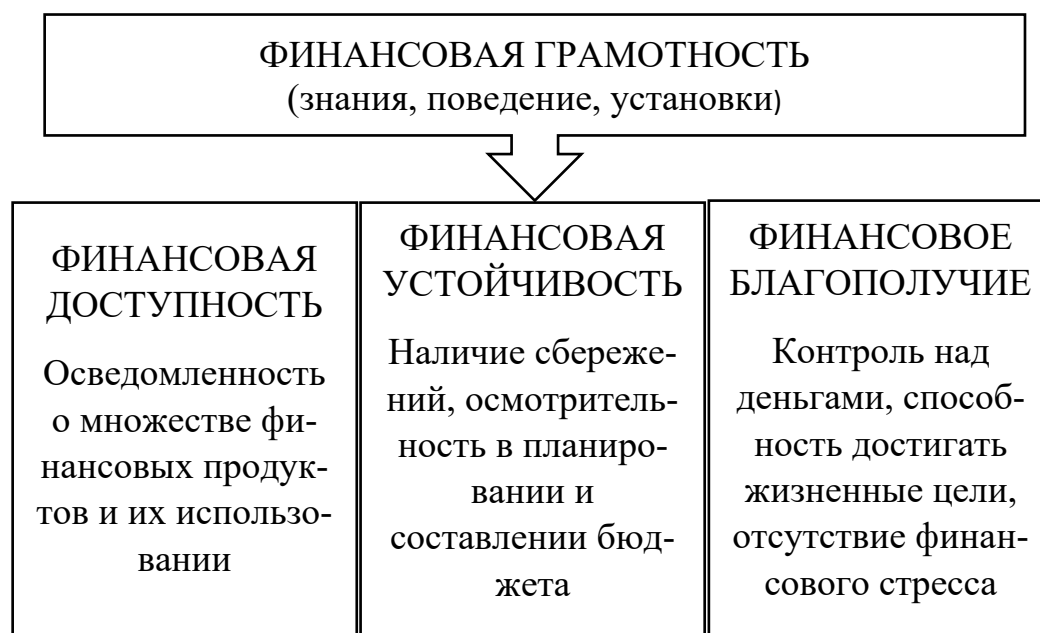 ФИНАНСОВАЯ ГРАМОТНОСТЬ
(знания, поведение, установки)
ФИНАНСОВАЯ
ДОСТУПНОСТЬ
Осведомленность
о множестве фи-
нансовых продук-
тов и их использо-
вании
ФИНАНСОВАЯ
УСТОЙЧИВОСТЬ
Наличие сбереже-
ний, осмотритель-
ность в планиро-
вании и
составлении бюд-
жета
ФИНАНСОВОЕ
БЛАГОПОЛУЧИЕ
Контроль над
деньгами, способ-
ность достигать
жизненные цели,
отсутствие финан-
сового стресса